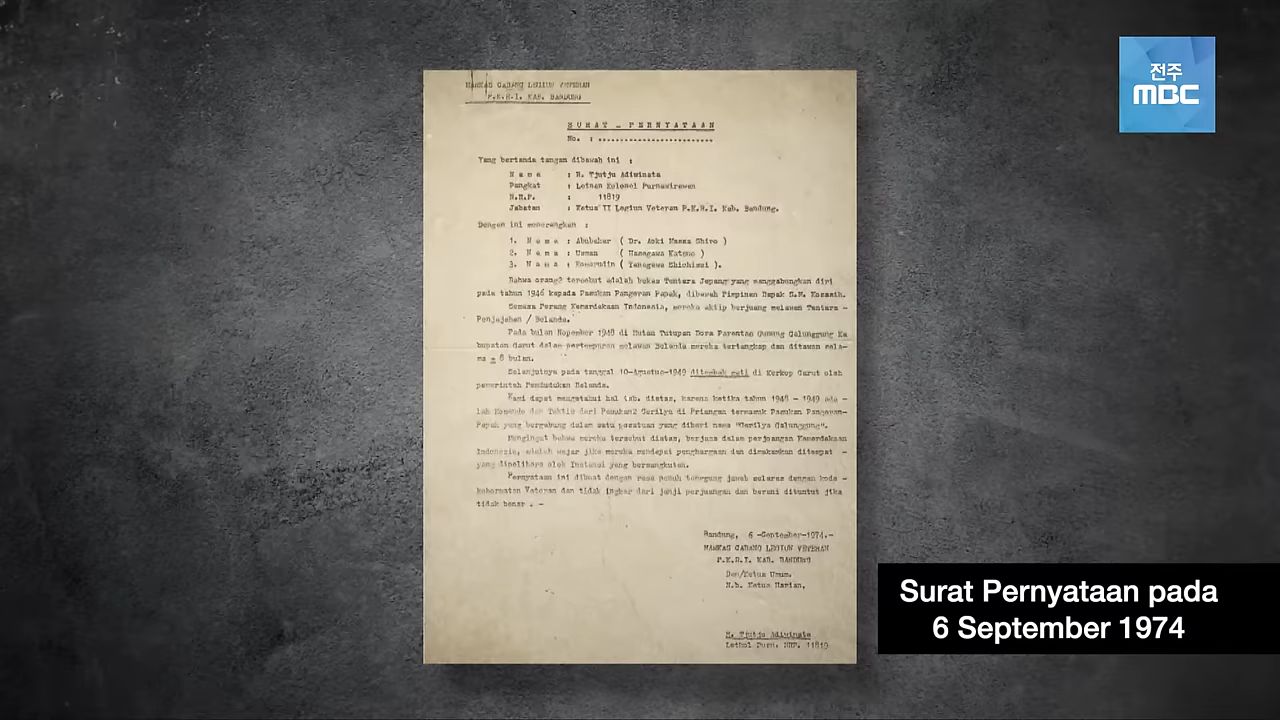 전주
MBC
MARKAS CABANG LEGIUN VETERAN
P.K.R.I. KAB. BANDUNG
SURAT - PERNYATAAN
No. : ..........................
Yang bertanda tangan dibawah ini :
N a m a : R. Tjutju Adiwinata
Pangkat : Letnan Kolonel Purnawirawan
N.R.P. : 11819
Jabatan : Ketua II Legiun Veteran P.K.R.I. Kab. Bandung.
Dengan ini menerangkan :
1. N a m a : Abubakar ( Dr. Aoki Masza Shiro )
2. N a m a : Usman ( Hasegawa Katsuo )
3. N a m a : Komarudin ( Yanagawa Shichisai ).
Bahwa orang2 tersebut adalah bekas Tentara Jepang yang menggabungkan diri
pada tahun 1946 kepada Pasukan Pangeran Papak, dibawah Pimpinan Bapak S.M. Kosasih.
Semasa Perang Kemerdekaan Indonesia, mereka aktip berjuang melawan Tentara -
Penjajahan / Belanda.
Pada bulan Nopember 1948 di Hutan Tutupan Dora Parentas Gunung Galunggung Ka
bupaten Garut dalam pertempuran melawan Belanda mereka tertangkap dan ditawan sela-
ma ± 8 bulan.
Selanjutnya pada tanggal 10-Agustus-1949 ditembak mati di Kerkop Garut oleh
pemerintah Pendudukan Belanda.
Kami dapat mengetahui hal tsb. diatas, karena ketika tahun 1948 - 1949 ada -
lah Komando dan Taktis dari Pasukan2 Gerilya di Priangan termasuk Pasukan Pangeran-
Papak yang bergabung dalam satu pasatuan yang diberi nama "Gerilya Galunggung".
Mengingat bahwa mereka tersebut diatas, berjasa dalam perjoangan Kemerdekaan
Indonesia, adalah wajar jika mereka mendapat penghargaan dan dimakamkan ditempat -
yang dipelihara oleh Instansi yang bersangkutan.
Pernyataan ini dibuat dengan rasa penuh tanggung jawab selaras dengan kode -
kehormatan Veteran dan tidak ingkar dari janji perjuangan dan berani dituntut jika
tidak benar . -
Bandung, 6 -September-1974.-
MARKAS CABANG LEGIUN VETERAN
P.K.R.I. KAB. BANDUNG
Dan/Ketua Umum.
N.b. Ketua Harian,
R. Tjutju Adiwinata
Letkol Purn. NRP. 11819
Surat Pernyataan pada
6 September 1974